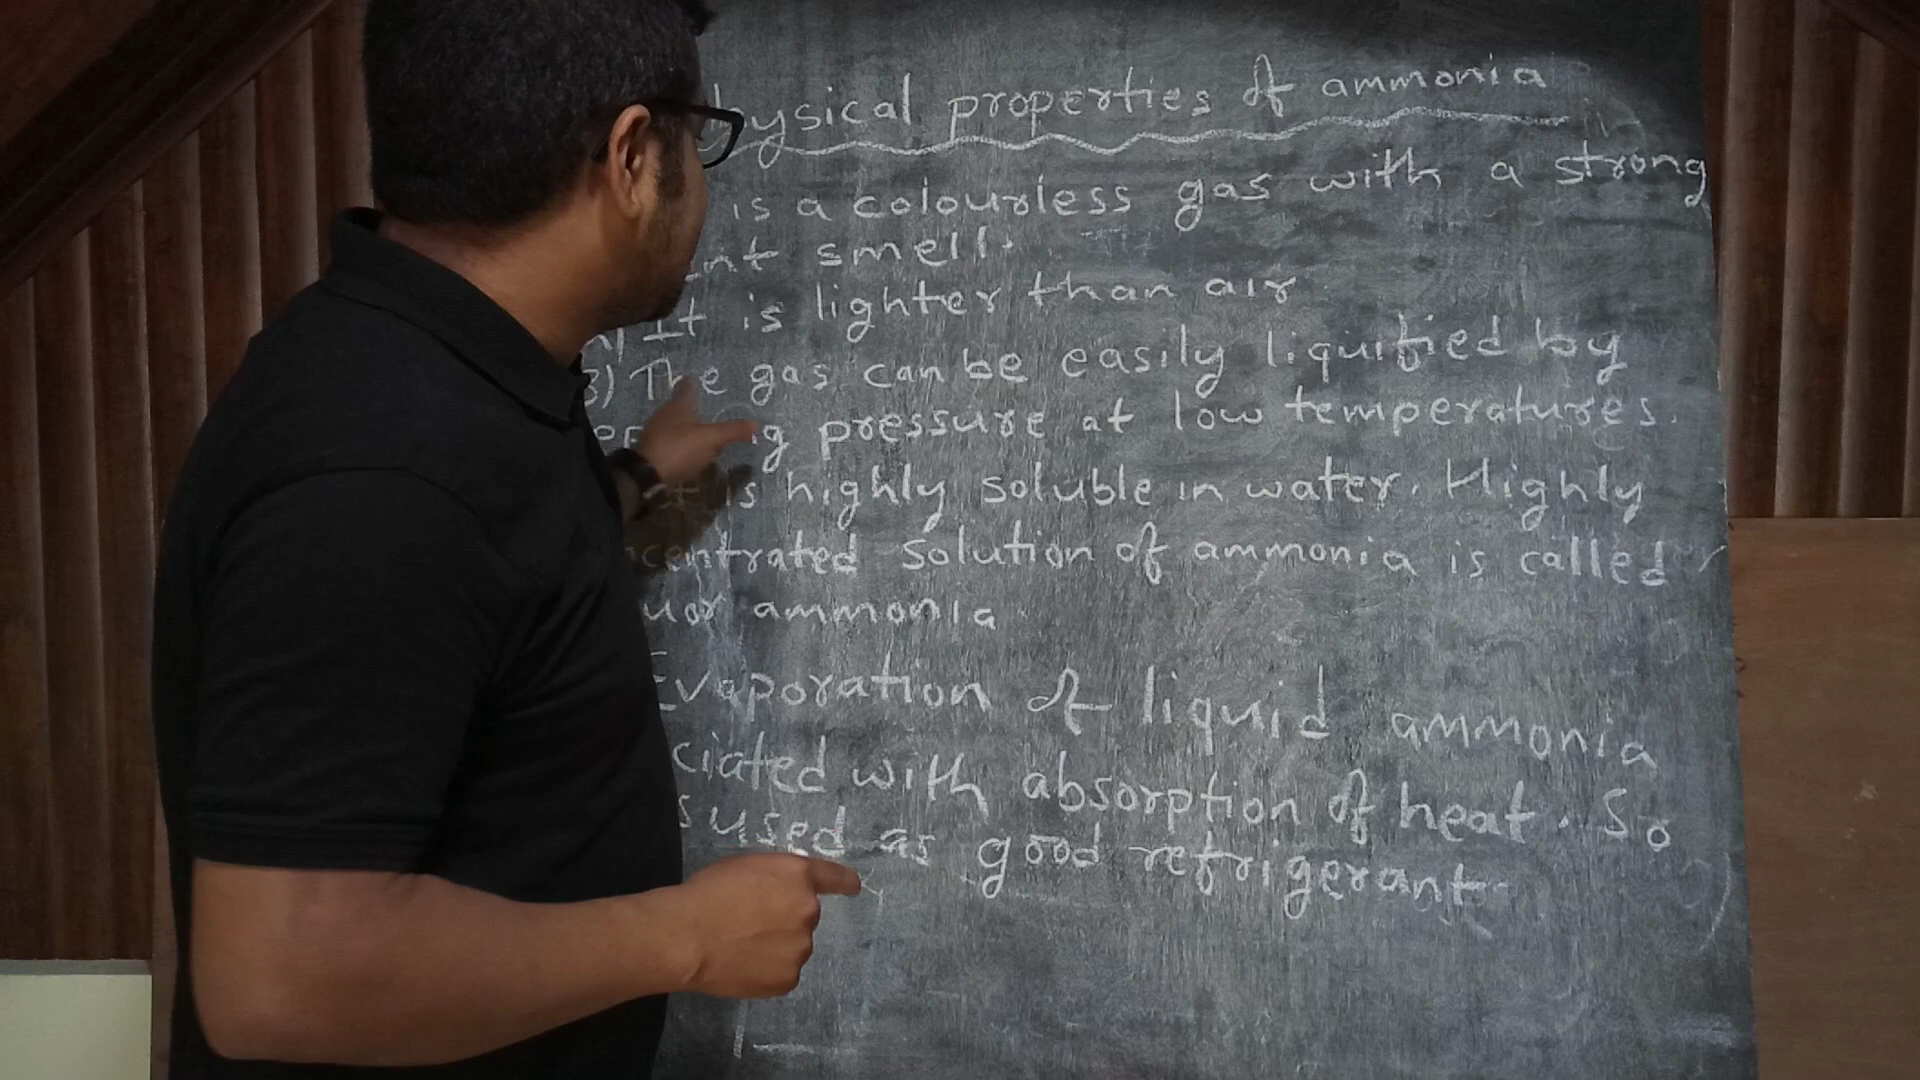 hysical properties of ammonia
is a colourless gas with a strong
nt smell.
It is lighter than air
3) The gas can be easily liquified by
g pressure at low temperatures.
is highly soluble in water. Highly
centrated solution of ammonia is called
uor ammonia
Evaporation of liquid ammonia
ciated with absorption of heat. So
s used as good refrigerant.